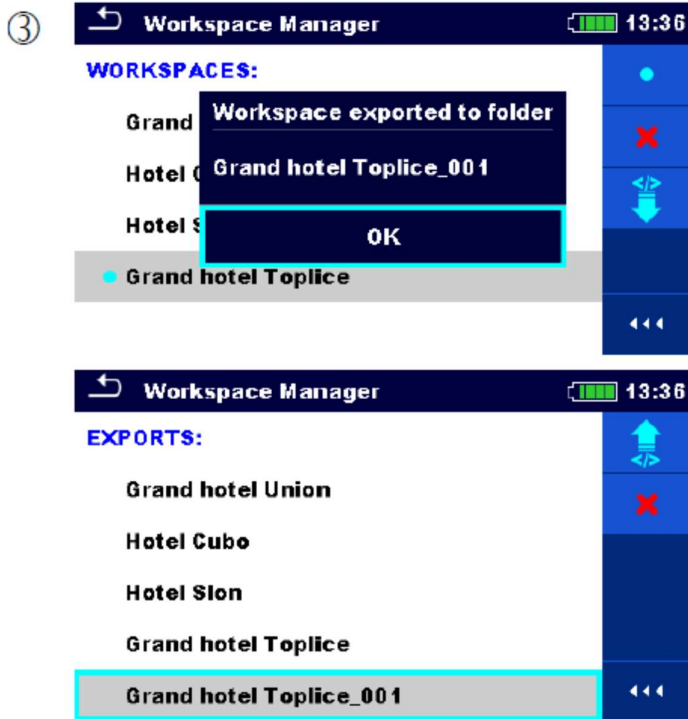 ③
Workspace Manager 13:36
WORKSPACES:
Grand
Hotel
Hotel S
Grand hotel Toplice
Workspace exported to folder
Grand hotel Toplice_001
OK
</>
Workspace Manager 13:36
EXPORTS:
</>
Grand hotel Union
Hotel Cubo
Hotel Slon
Grand hotel Toplice
Grand hotel Toplice_001